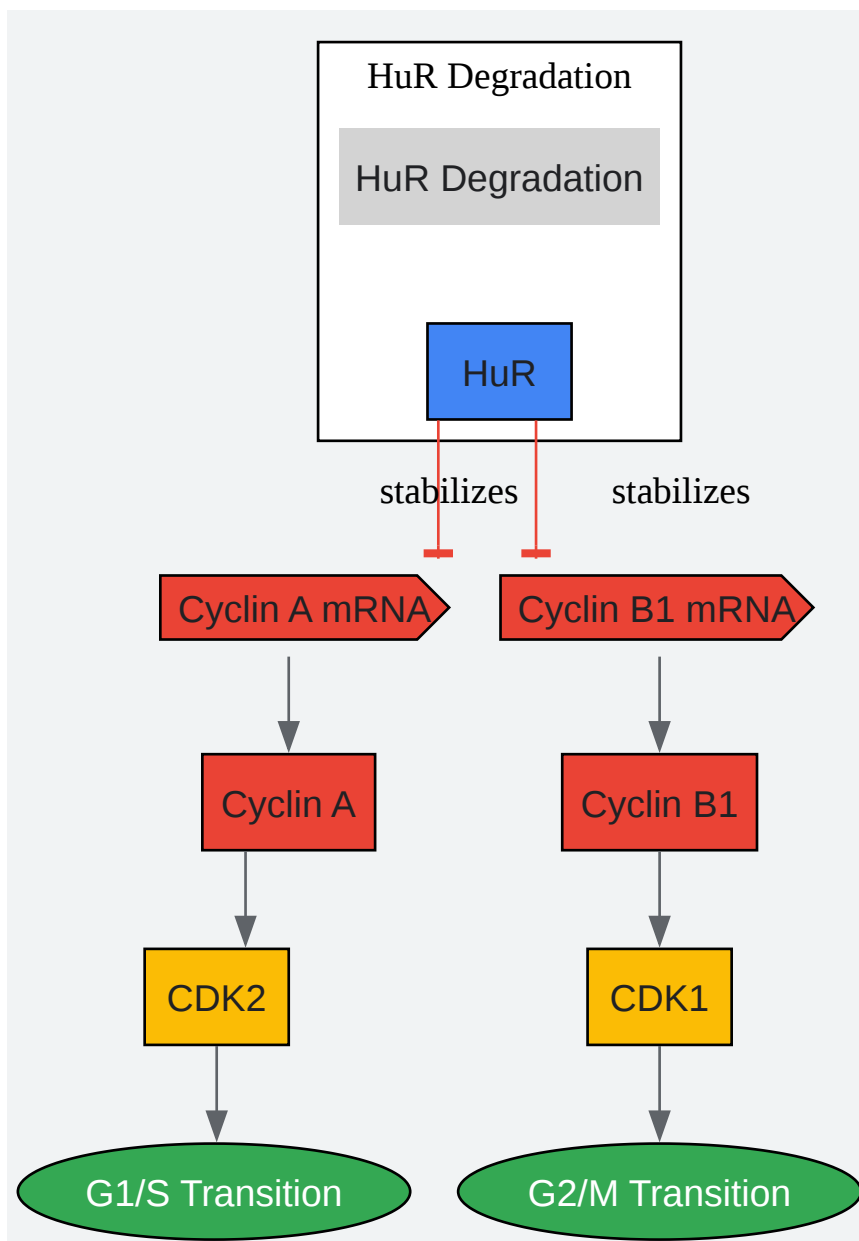 HuR Degradation
HuR Degradation
HuR
stabilizes
stabilizes
Cyclin A mRNA
Cyclin B1 mRNA
Cyclin A
Cyclin B1
CDK2
CDK1
G1/S Transition
G2/M Transition